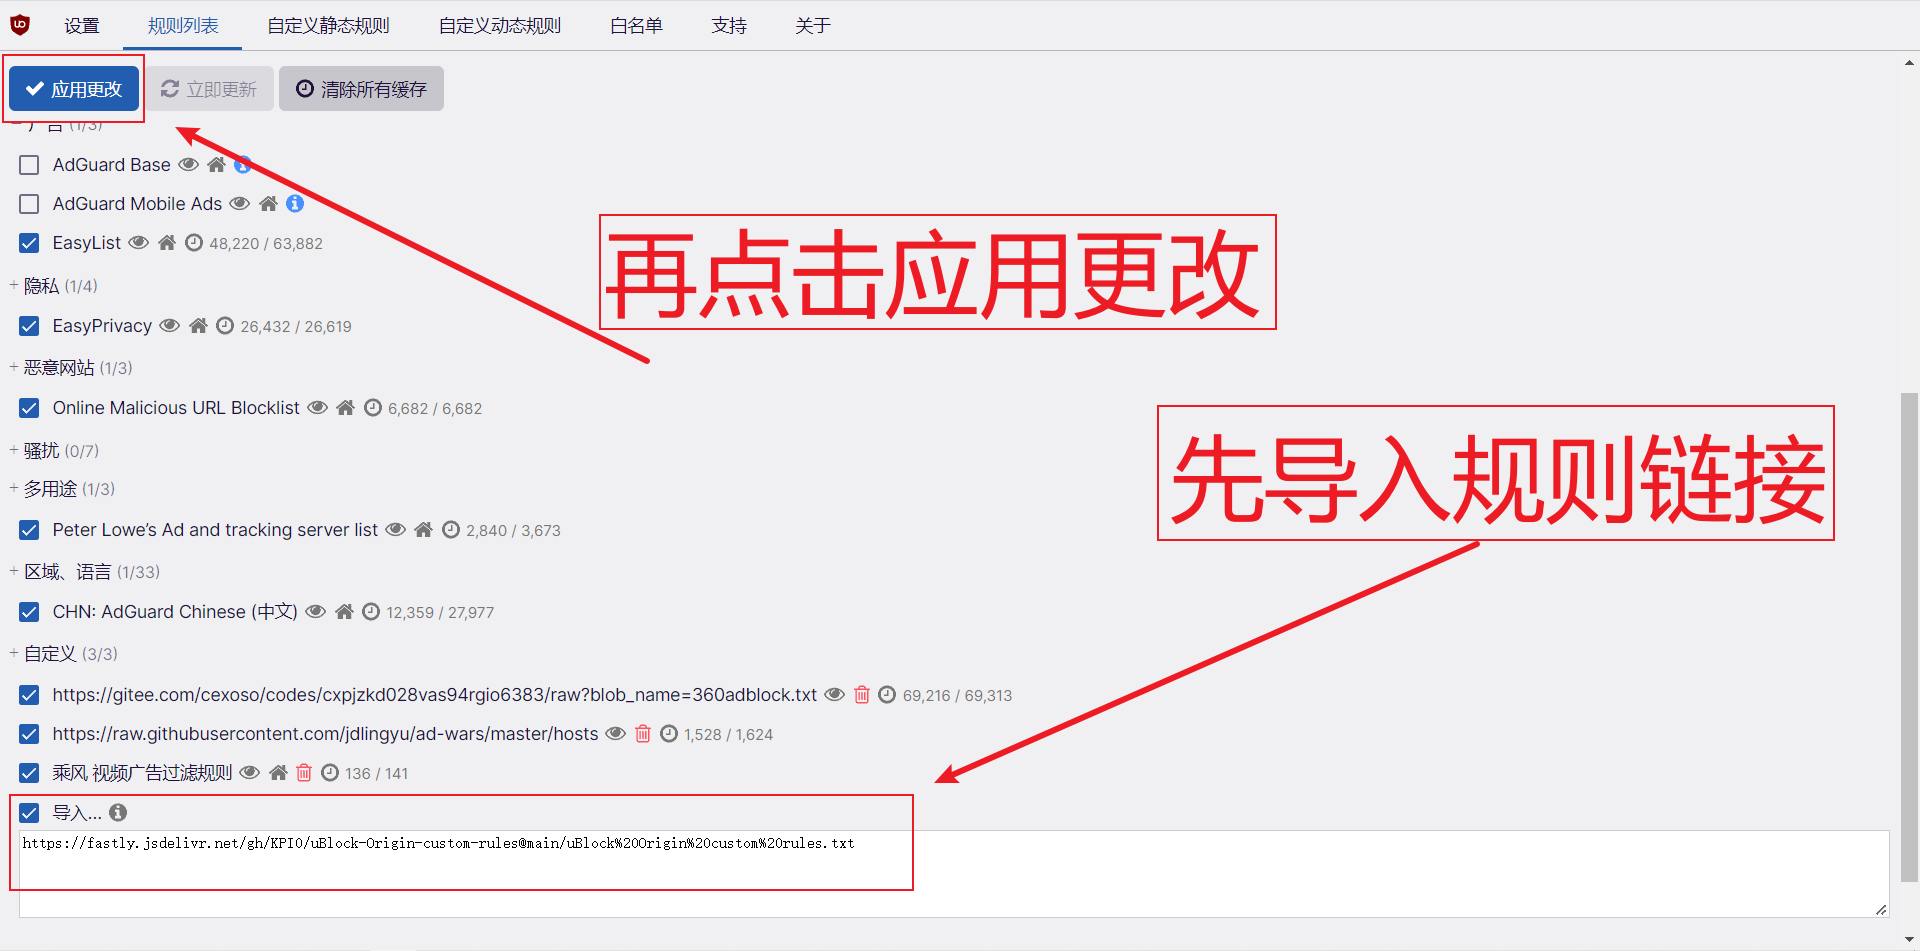 设置 规则列表 自定义静态规则 自定义动态规则 白名单 支持 关于
应用更改 立即更新 清除所有缓存
广告 (1/3)
AdGuard Base
AdGuard Mobile Ads
EasyList 48,220 / 63,882
再点击应用更改
+ 隐私 (1/4)
EasyPrivacy 26,432 / 26,619
+ 恶意网站 (1/3)
Online Malicious URL Blocklist 6,682 / 6,682
+ 骚扰 (0/7)
先导入规则链接
+ 多用途 (1/3)
Peter Lowe’s Ad and tracking server list 2,840 / 3,673
+ 区域、语言 (1/33)
CHN: AdGuard Chinese (中文) 12,359 / 27,977
+ 自定义 (3/3)
https://gitee.com/cexoso/codes/cxpjzkd028vas94rgio6383/raw?blob_name=360adblock.txt 69,216 / 69,313
https://raw.githubusercontent.com/jdlingyu/ad-wars/master/hosts 1,528 / 1,624
乘风 视频广告过滤规则 136 / 141
导入...
https://fastly.jsdelivr.net/gh/KPI0/uBlock-Origin-custom-rules@main/uBlock%20Origin%20custom%20rules.txt